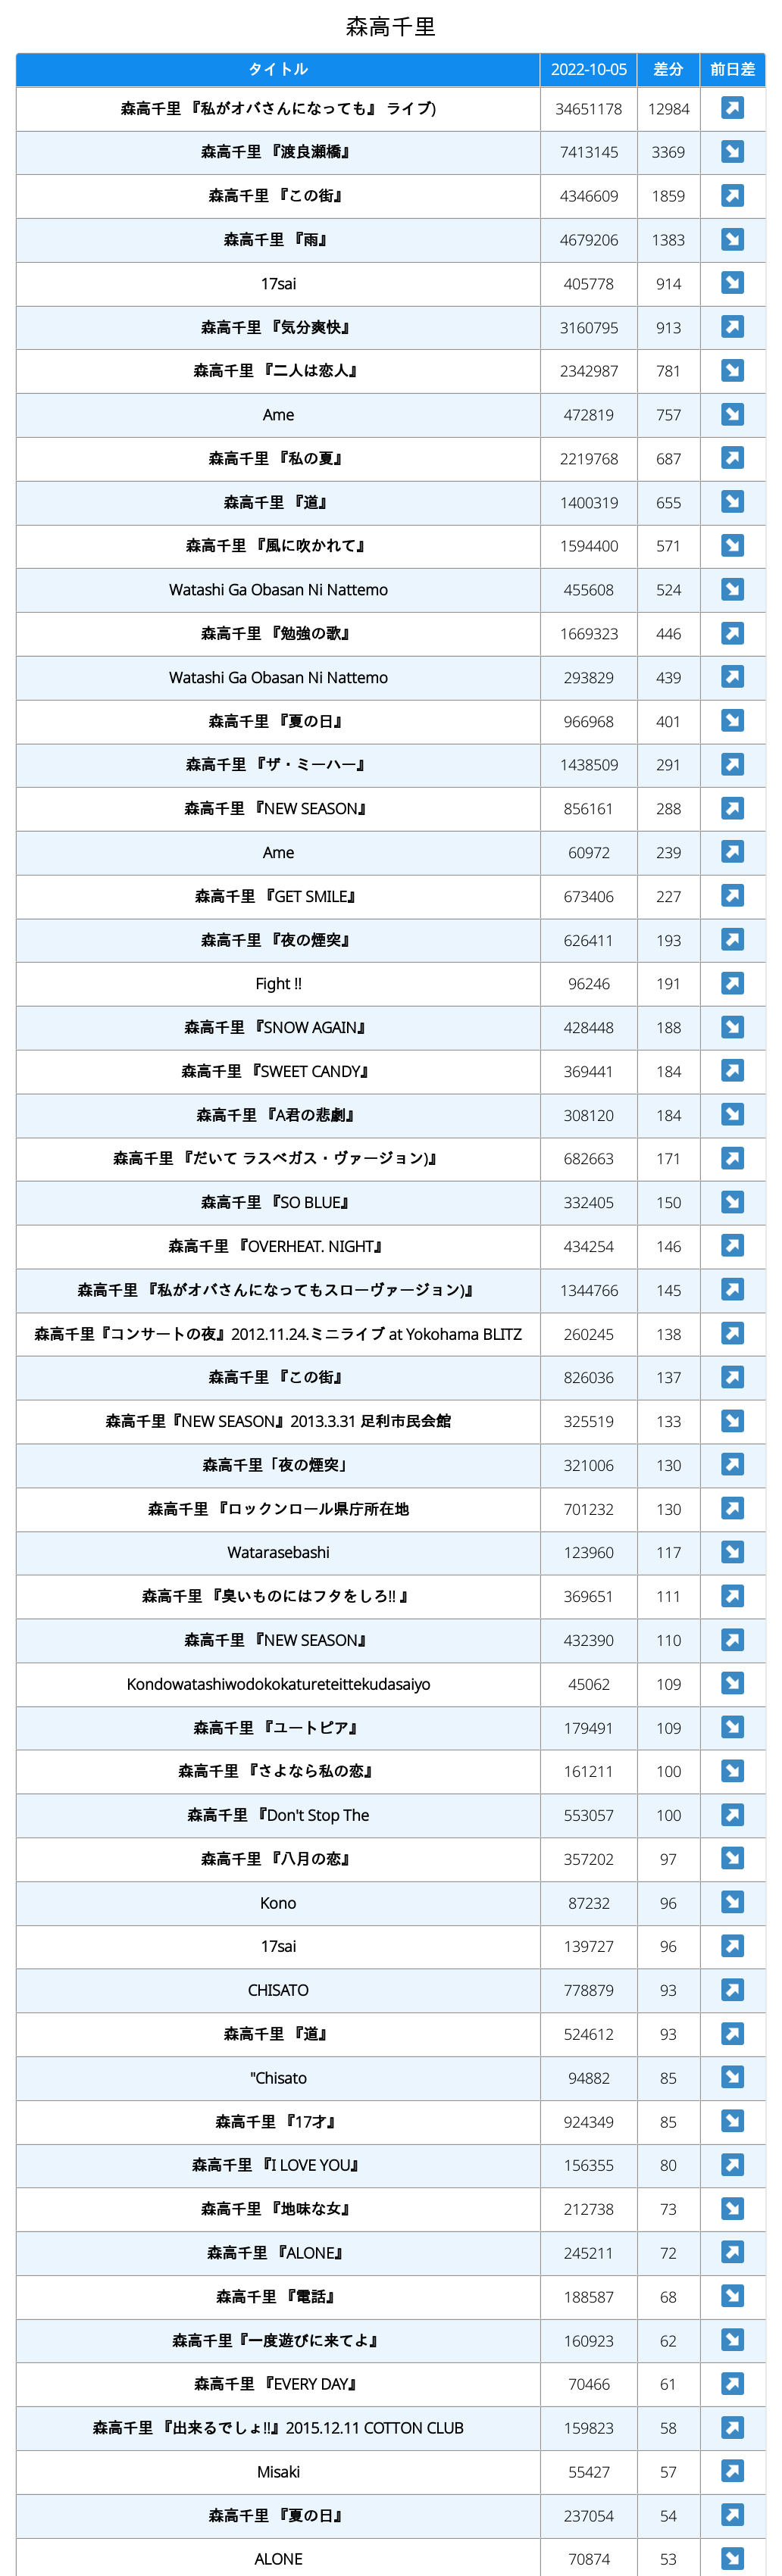 森高千里
タイトル 2022-10-05 差分 前日差
森高千里 『私がオバさんになっても』 ライブ) 34651178 12984
森高千里 『渡良瀬橋』 7413145 3369
森高千里 『この街』 4346609 1859
森高千里 『雨』 4679206 1383
17sai 405778 914
森高千里 『気分爽快』 3160795 913
森高千里 『二人は恋人』 2342987 781
Ame 472819 757
森高千里 『私の夏』 2219768 687
森高千里 『道』 1400319 655
森高千里 『風に吹かれて』 1594400 571
Watashi Ga Obasan Ni Nattemo 455608 524
森高千里 『勉強の歌』 1669323 446
Watashi Ga Obasan Ni Nattemo 293829 439
森高千里 『夏の日』 966968 401
森高千里 『ザ・ミーハー』 1438509 291
森高千里 『NEW SEASON』 856161 288
Ame 60972 239
森高千里 『GET SMILE』 673406 227
森高千里 『夜の煙突』 626411 193
Fight !! 96246 191
森高千里 『SNOW AGAIN』 428448 188
森高千里 『SWEET CANDY』 369441 184
森高千里 『A君の悲劇』 308120 184
森高千里 『だいて ラスベガス・ヴァージョン)』 682663 171
森高千里 『SO BLUE』 332405 150
森高千里 『OVERHEAT. NIGHT』 434254 146
森高千里 『私がオバさんになってもスローヴァージョン)』 1344766 145
森高千里『コンサートの夜』2012.11.24.ミニライブ at Yokohama BLITZ 260245 138
森高千里 『この街』 826036 137
森高千里『NEW SEASON』2013.3.31 足利市民会館 325519 133
森高千里「夜の煙突」 321006 130
森高千里 『ロックンロール県庁所在地 701232 130
Watarasebashi 123960 117
森高千里 『臭いものにはフタをしろ!! 』 369651 111
森高千里 『NEW SEASON』 432390 110
Kondowatashiwodokokatureteittekudasaiyo 45062 109
森高千里 『ユートピア』 179491 109
森高千里 『さよなら私の恋』 161211 100
森高千里 『Don't Stop The 553057 100
森高千里 『八月の恋』 357202 97
Kono 87232 96
17sai 139727 96
CHISATO 778879 93
森高千里 『道』 524612 93
"Chisato 94882 85
森高千里 『17才』 924349 85
森高千里 『I LOVE YOU』 156355 80
森高千里 『地味な女』 212738 73
森高千里 『ALONE』 245211 72
森高千里 『電話』 188587 68
森高千里『一度遊びに来てよ』 160923 62
森高千里 『EVERY DAY』 70466 61
森高千里 『出来るでしょ!!』2015.12.11 COTTON CLUB 159823 58
Misaki 55427 57
森高千里 『夏の日』 237054 54
ALONE 70874 53